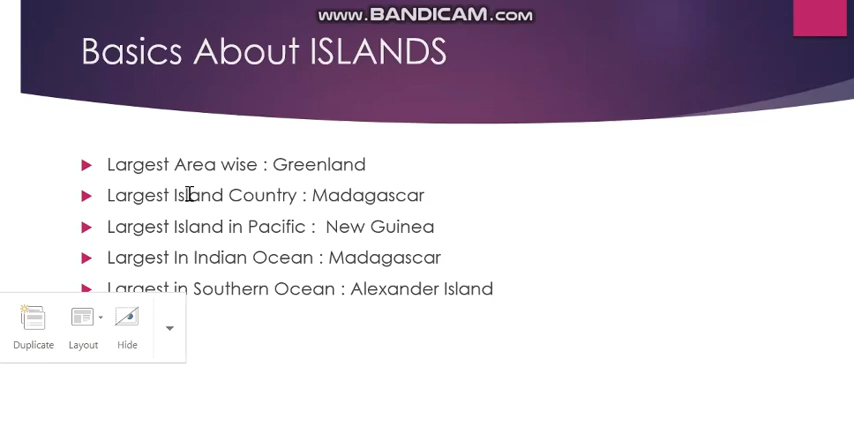 www.BANDICAM.com
Basics About ISLANDS
Largest Area wise : Greenland
Largest Island Country : Madagascar
Largest Island in Pacific : New Guinea
Largest In Indian Ocean : Madagascar
Largest in Southern Ocean : Alexander Island
Duplicate Layout Hide